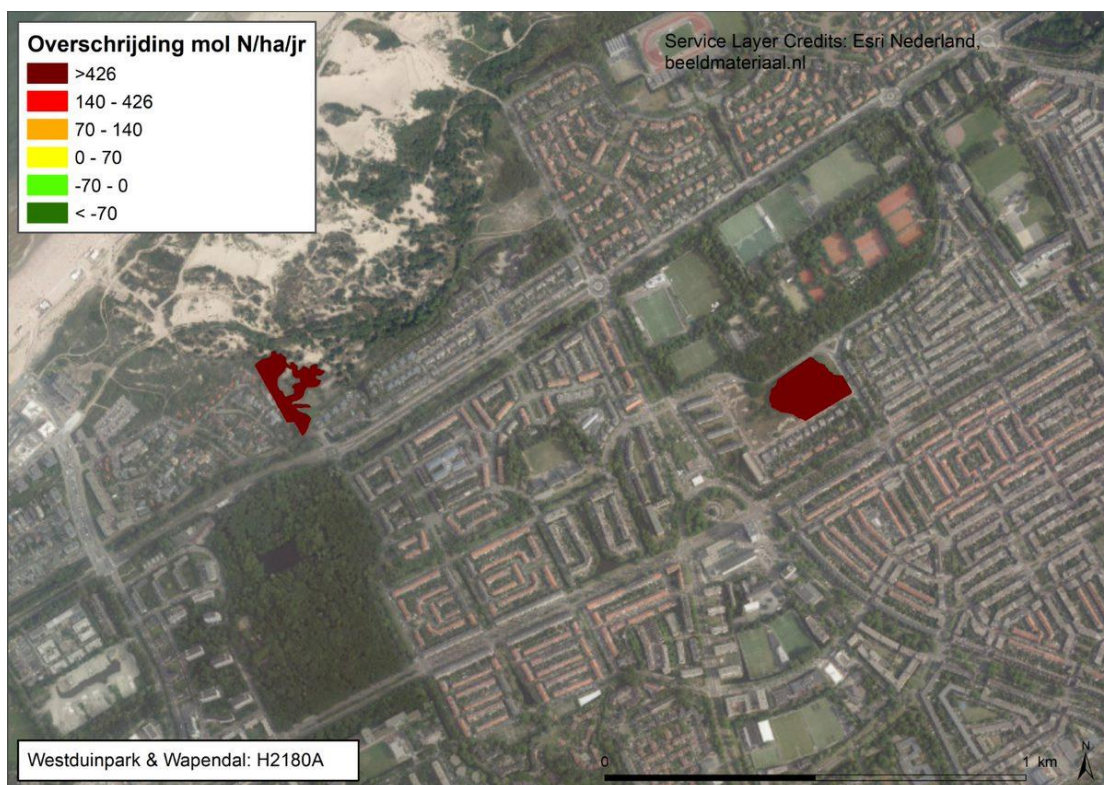 Overschrijding mol N/ha/jr
>426
140 - 426
70 - 140
0 - 70
-70 - 0
< -70
Service Layer Credits: Esri Nederland,
beeldmateriaal.nl
Westduinpark & Wapendal: H2180A
0 1 km
N